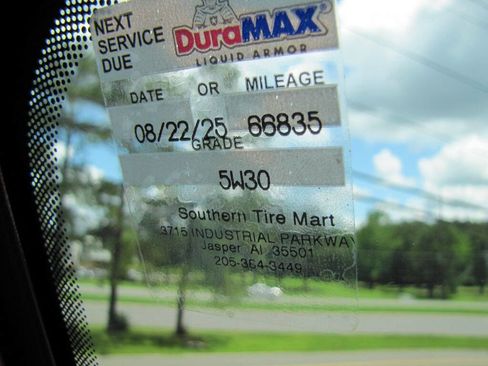 NEXT
SERVICE
DUE
DuraMAX
LIQUID ARMOR
DATE OR MILEAGE
08/22/25 66835
GRADE
5W30
Southern Tire Mart
3715 INDUSTRIAL PARKWAY
Jasper Al 35501
205-364-3449